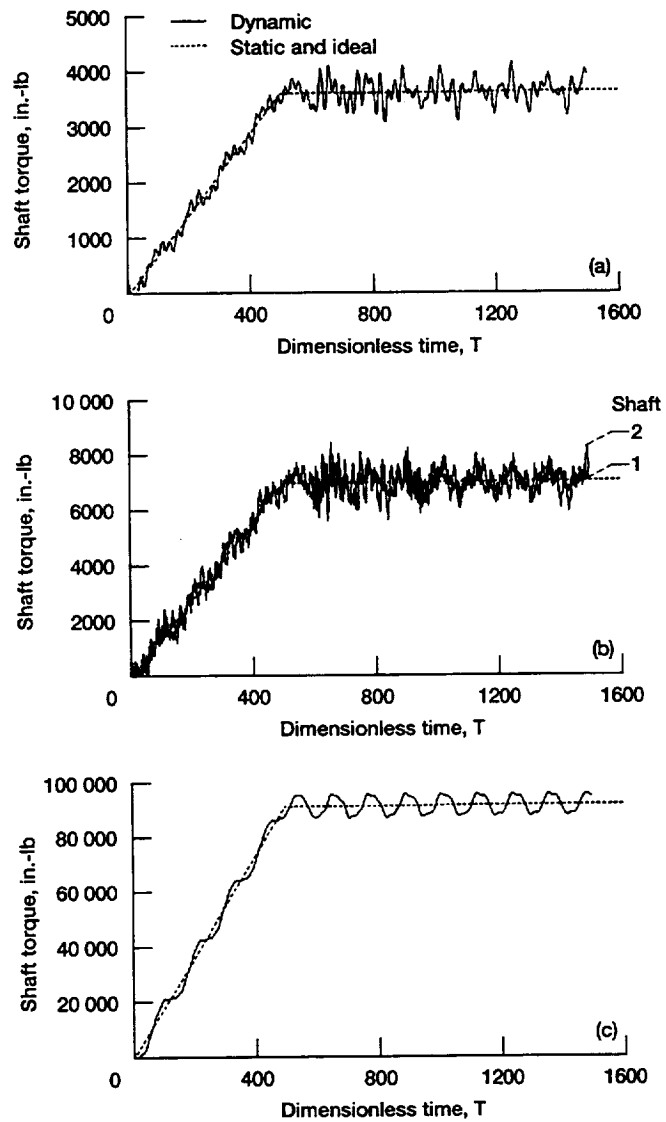 Dynamic
Static and ideal
5000
4000
3000
2000
1000
0
400
800
1200
1600
Shaft torque, in.-lb
(a)
Dimensionless time, T
10 000
8000
6000
4000
2000
0
400
800
1200
1600
Shaft torque, in.-lb
Shaft
2
1
(b)
Dimensionless time, T
100 000
80 000
60 000
40 000
20 000
0
400
800
1200
1600
Shaft torque, in.-lb
(c)
Dimensionless time, T